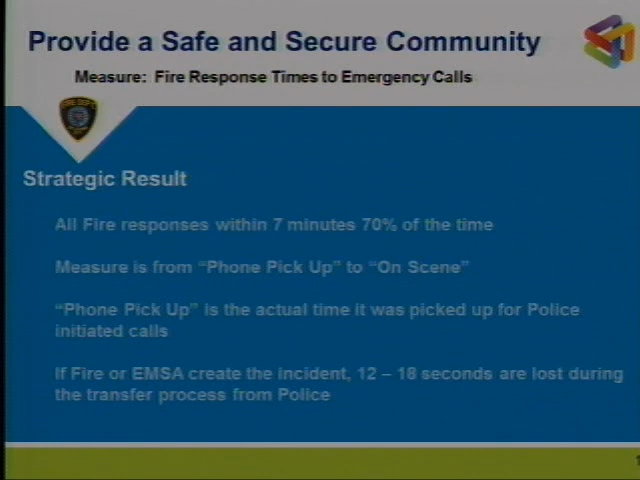 Provide a Safe and Secure Community
Measure: Fire Response Times to Emergency Calls
FIRE DEPT
Strategic Result
All Fire responses within 7 minutes 70% of the time
Measure is from “Phone Pick Up” to “On Scene”
“Phone Pick Up” is the actual time it was picked up for Police
initiated calls
If Fire or EMSA create the incident, 12 – 18 seconds are lost during
the transfer process from Police